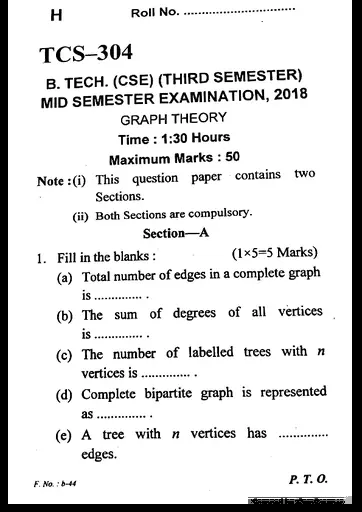 H Roll No. ................................
TCS–304
B. TECH. (CSE) (THIRD SEMESTER)
MID SEMESTER EXAMINATION, 2018
GRAPH THEORY
Time : 1:30 Hours
Maximum Marks : 50
Note :(i) This question paper contains two
Sections.
(ii) Both Sections are compulsory.
Section—A
1. Fill in the blanks : (1×5=5 Marks)
(a) Total number of edges in a complete graph
is .............. .
(b) The sum of degrees of all vertices
is .............. .
(c) The number of labelled trees with n
vertices is .............. .
(d) Complete bipartite graph is represented
as .............. .
(e) A tree with n vertices has ..............
edges.
F. No. : b-44 P. T. O.